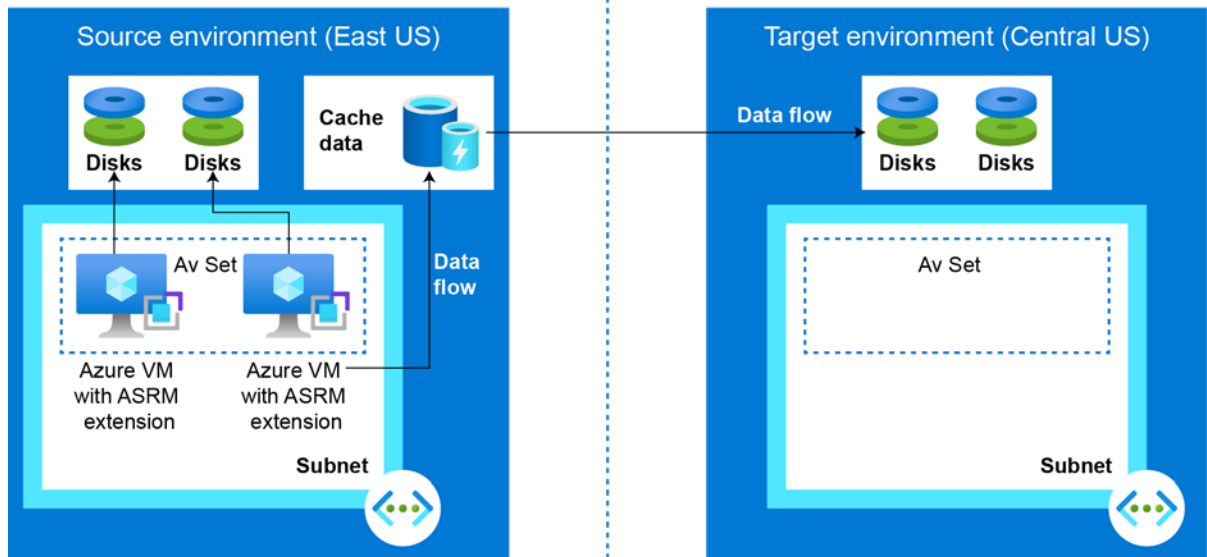 Source environment (East US)
Disks
Disks
Cache
data
Av Set
Data
flow
Azure VM
with ASRM
extension
Azure VM
with ASRM
extension
Subnet
Data flow
Target environment (Central US)
Disks
Disks
Av Set
Subnet